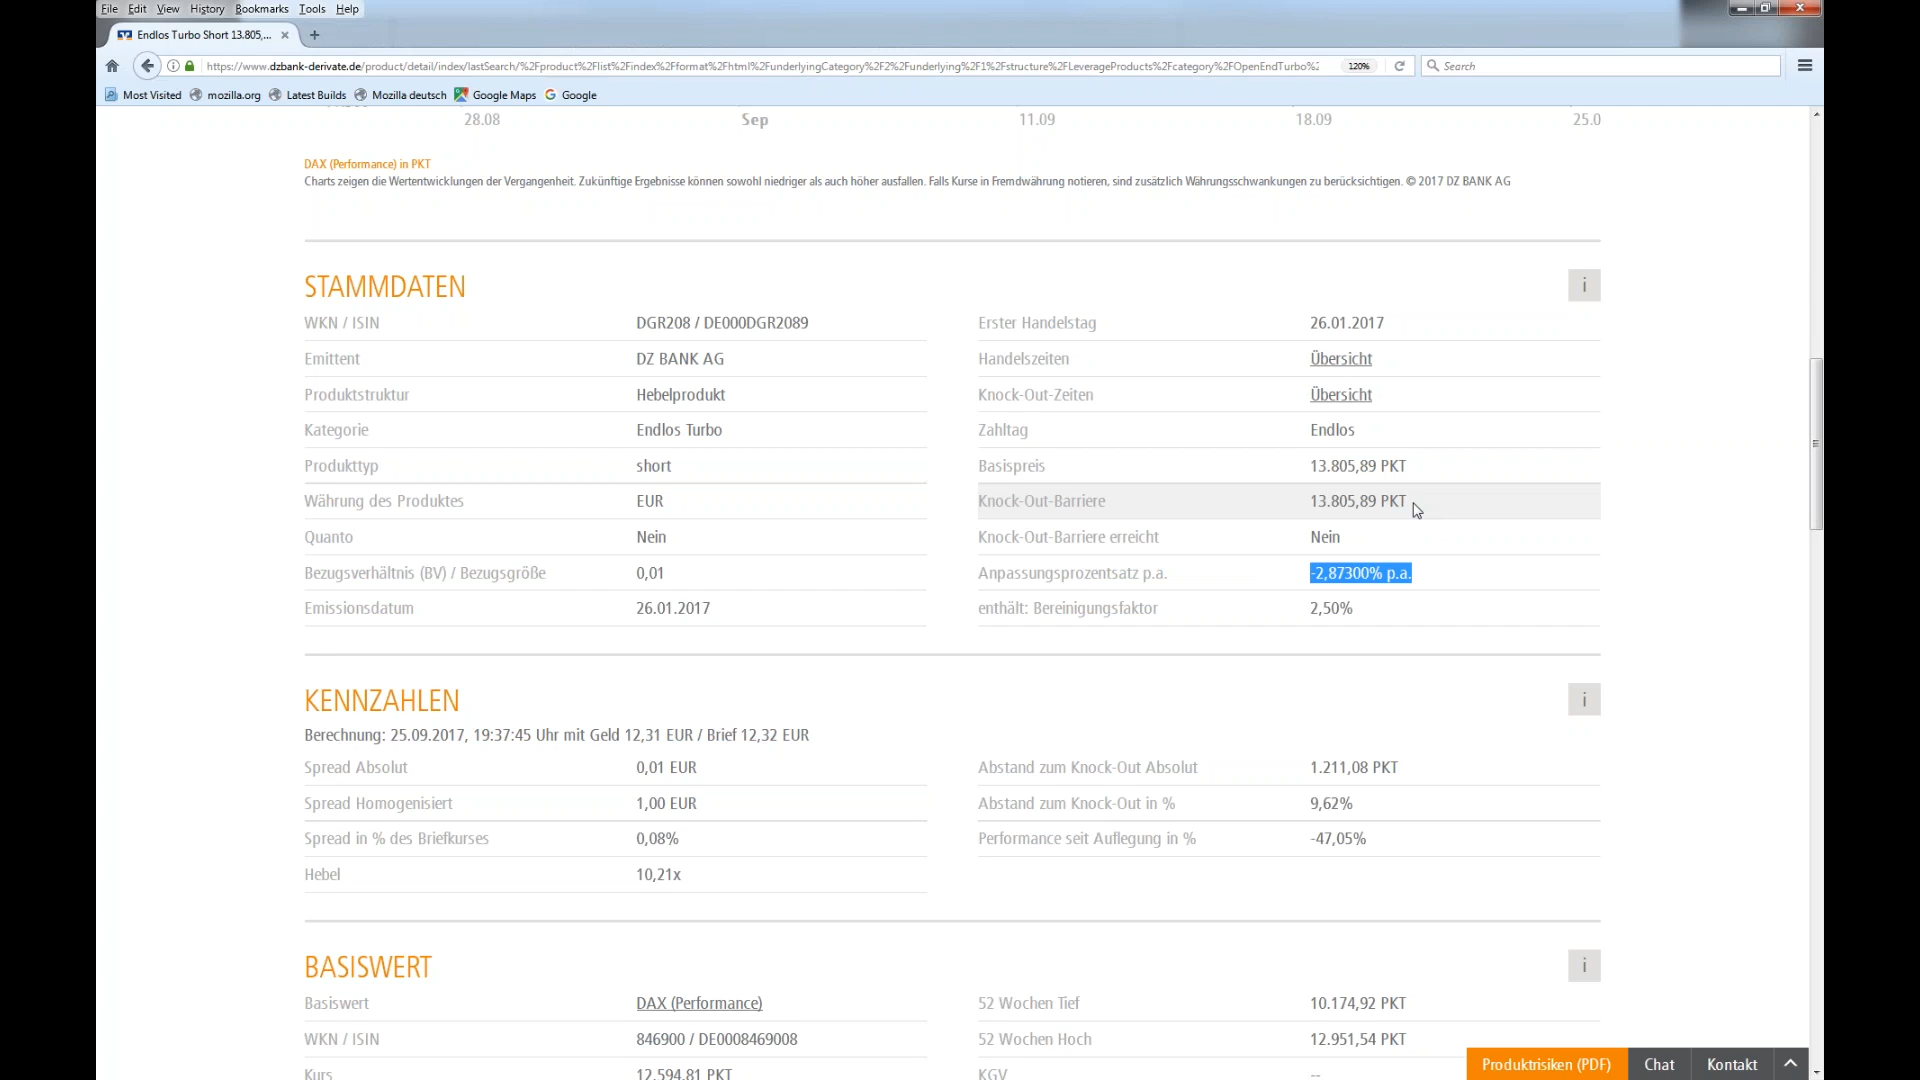 File Edit View History Bookmarks Tools Help
Endlos Turbo Short 13.805,...
https://www.dzbank-derivate.de/product/detail/index/lastSearch/%2Fproduct%2Flist%2Findex%2Fformat%2Fhtml%2FunderlyingCategory%2F2%2Funderlying%2F1%2Fstructure%2FLeverageProducts%2Fcategory%2FOpenEndTurbo%2
120%
Search
Most Visited mozilla.org Latest Builds Mozilla deutsch Google Maps Google
28.08 Sep 11.09 18.09 25.0
DAX (Performance) in PKT
Charts zeigen die Wertentwicklungen der Vergangenheit. Zukünftige Ergebnisse können sowohl niedriger als auch höher ausfallen. Falls Kurse in Fremdwährung notieren, sind zusätzlich Währungsschwankungen zu berücksichtigen. © 2017 DZ BANK AG
STAMMDATEN
i
WKN / ISIN DGR208 / DE000DGR2089
Emittent DZ BANK AG
Produktstruktur Hebelprodukt
Kategorie Endlos Turbo
Produkttyp short
Währung des Produktes EUR
Quanto Nein
Bezugsverhältnis (BV) / Bezugsgröße 0,01
Emissionsdatum 26.01.2017
Erster Handelstag 26.01.2017
Handelszeiten Übersicht
Knock-Out-Zeiten Übersicht
Zahltag Endlos
Basispreis 13.805,89 PKT
Knock-Out-Barriere 13.805,89 PKT
Knock-Out-Barriere erreicht Nein
Anpassungsprozentsatz p.a. -2,87300% p.a.
enthält: Bereinigungsfaktor 2,50%
KENNZAHLEN
i
Berechnung: 25.09.2017, 19:37:45 Uhr mit Geld 12,31 EUR / Brief 12,32 EUR
Spread Absolut 0,01 EUR
Spread Homogenisiert 1,00 EUR
Spread in % des Briefkurses 0,08%
Hebel 10,21x
Abstand zum Knock-Out Absolut 1.211,08 PKT
Abstand zum Knock-Out in % 9,62%
Performance seit Auflegung in % -47,05%
BASISWERT
i
Basiswert DAX (Performance)
WKN / ISIN 846900 / DE0008469008
Kurs 12.594,81 PKT
52 Wochen Tief 10.174,92 PKT
52 Wochen Hoch 12.951,54 PKT
KGV --
Produktrisiken (PDF) Chat Kontakt